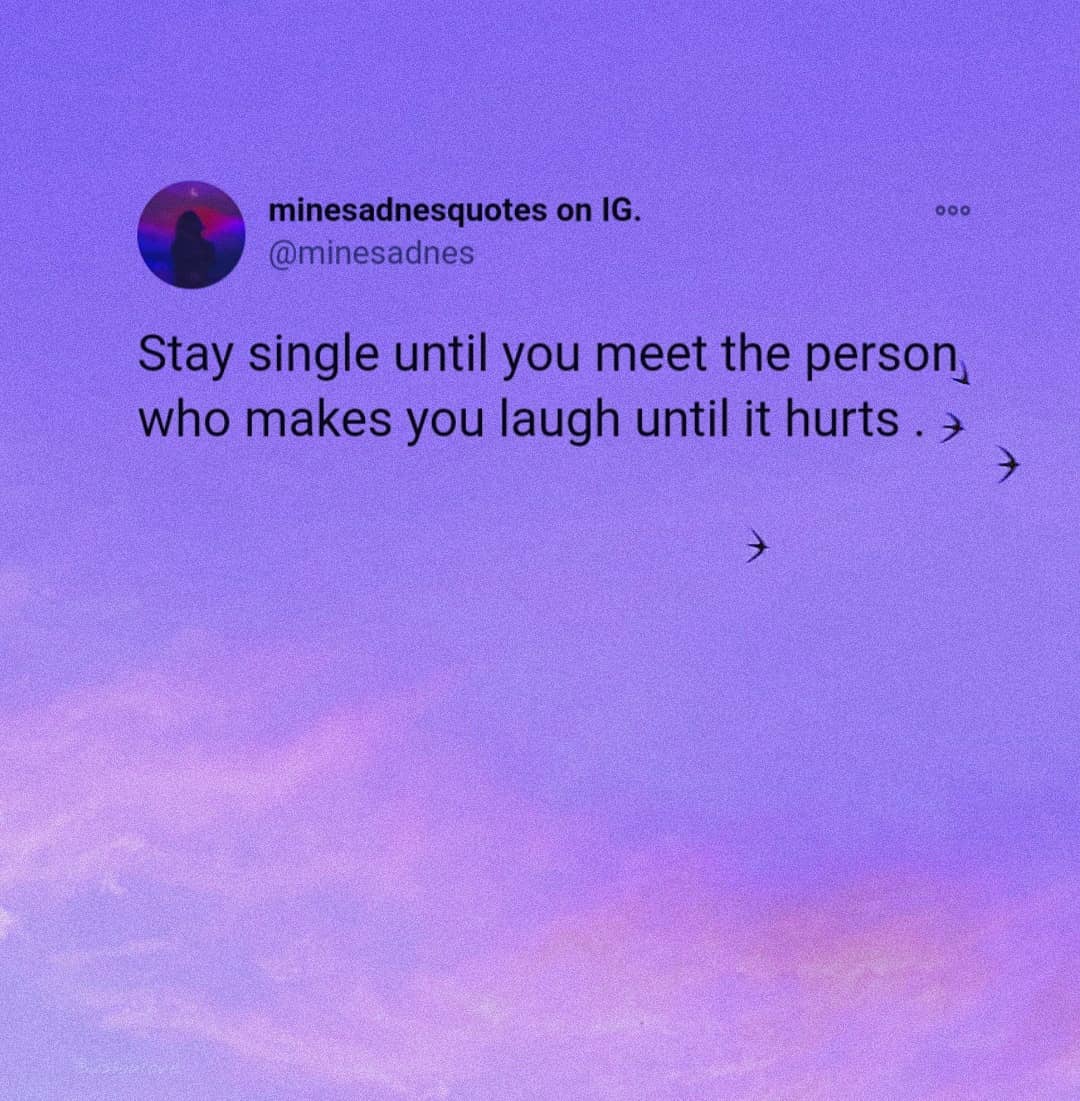 minesadnesquotes on IG.
@minesadnes
Stay single until you meet the person
who makes you laugh until it hurts .